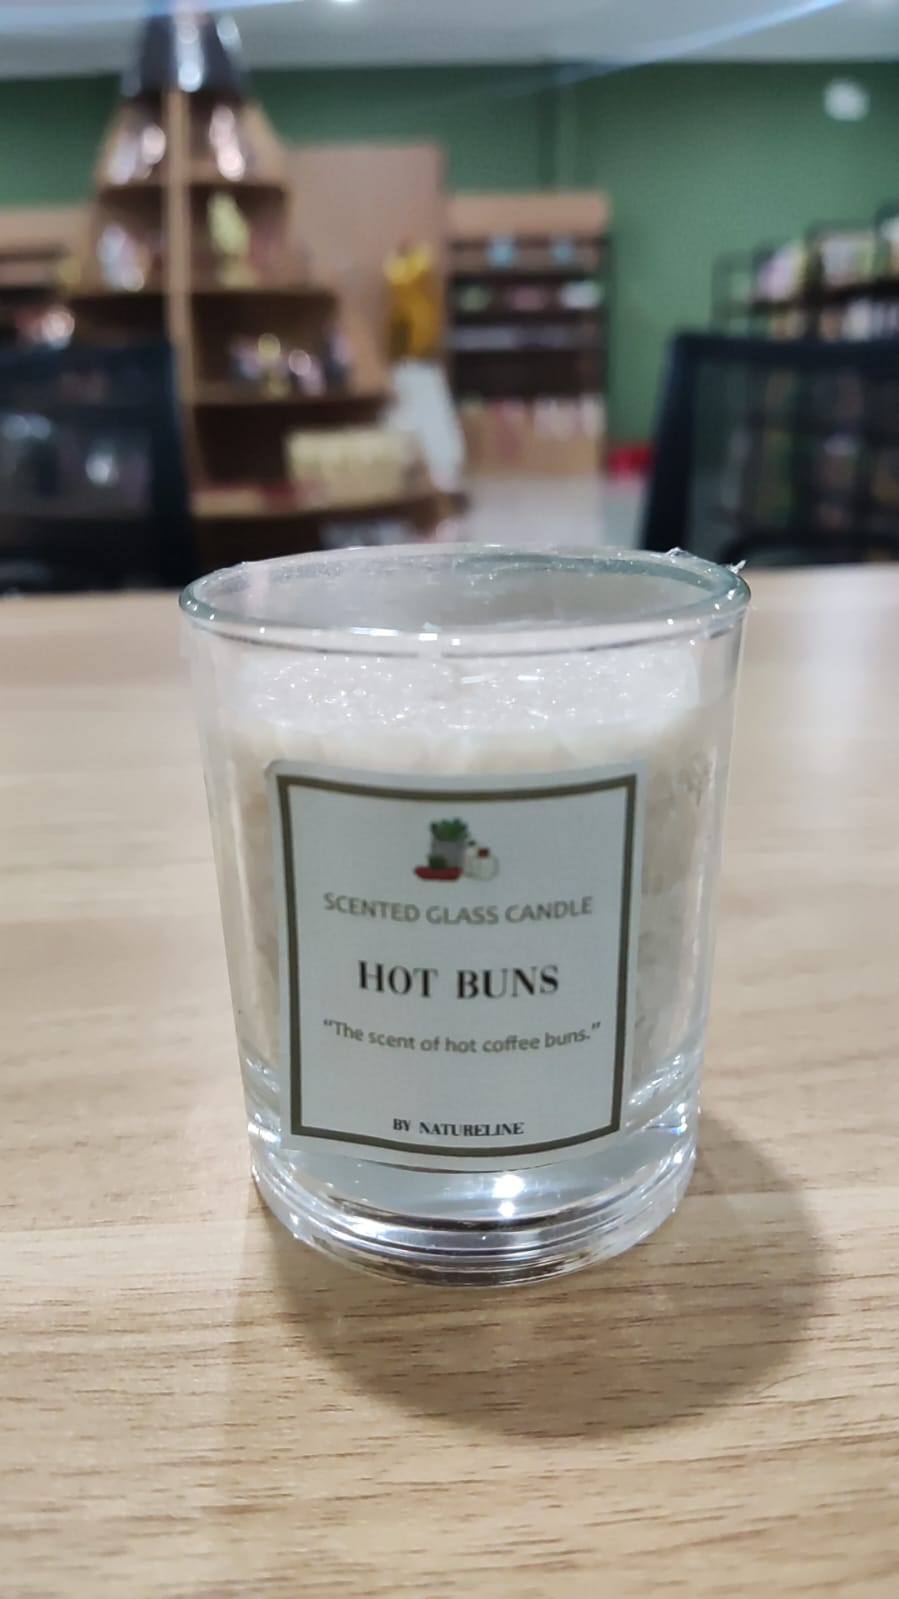 SCENTED GLASS CANDLE
HOT BUNS
"The scent of hot coffee buns."
BY NATURELINE